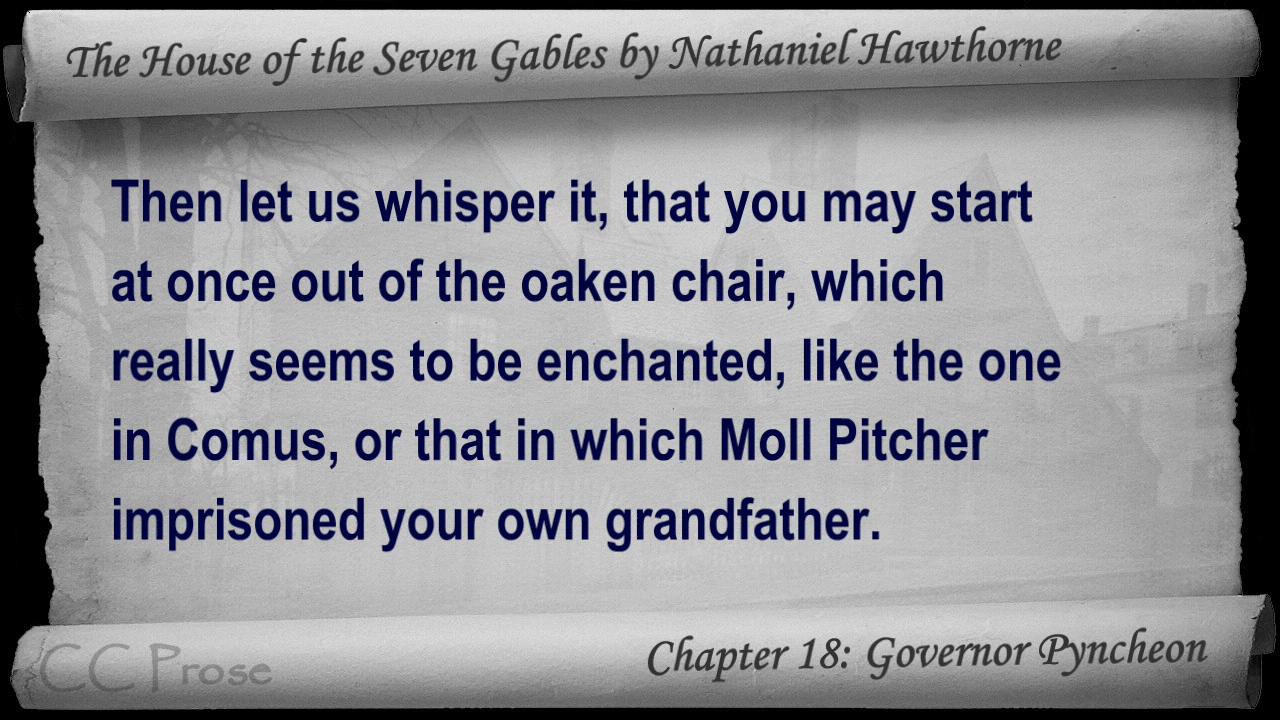 The House of the Seven Gables by Nathaniel Hawthorne
Then let us whisper it, that you may start
at once out of the oaken chair, which
really seems to be enchanted, like the one
in Comus, or that in which Moll Pitcher
imprisoned your own grandfather.
CC Prose
Chapter 18: Governor Pyncheon